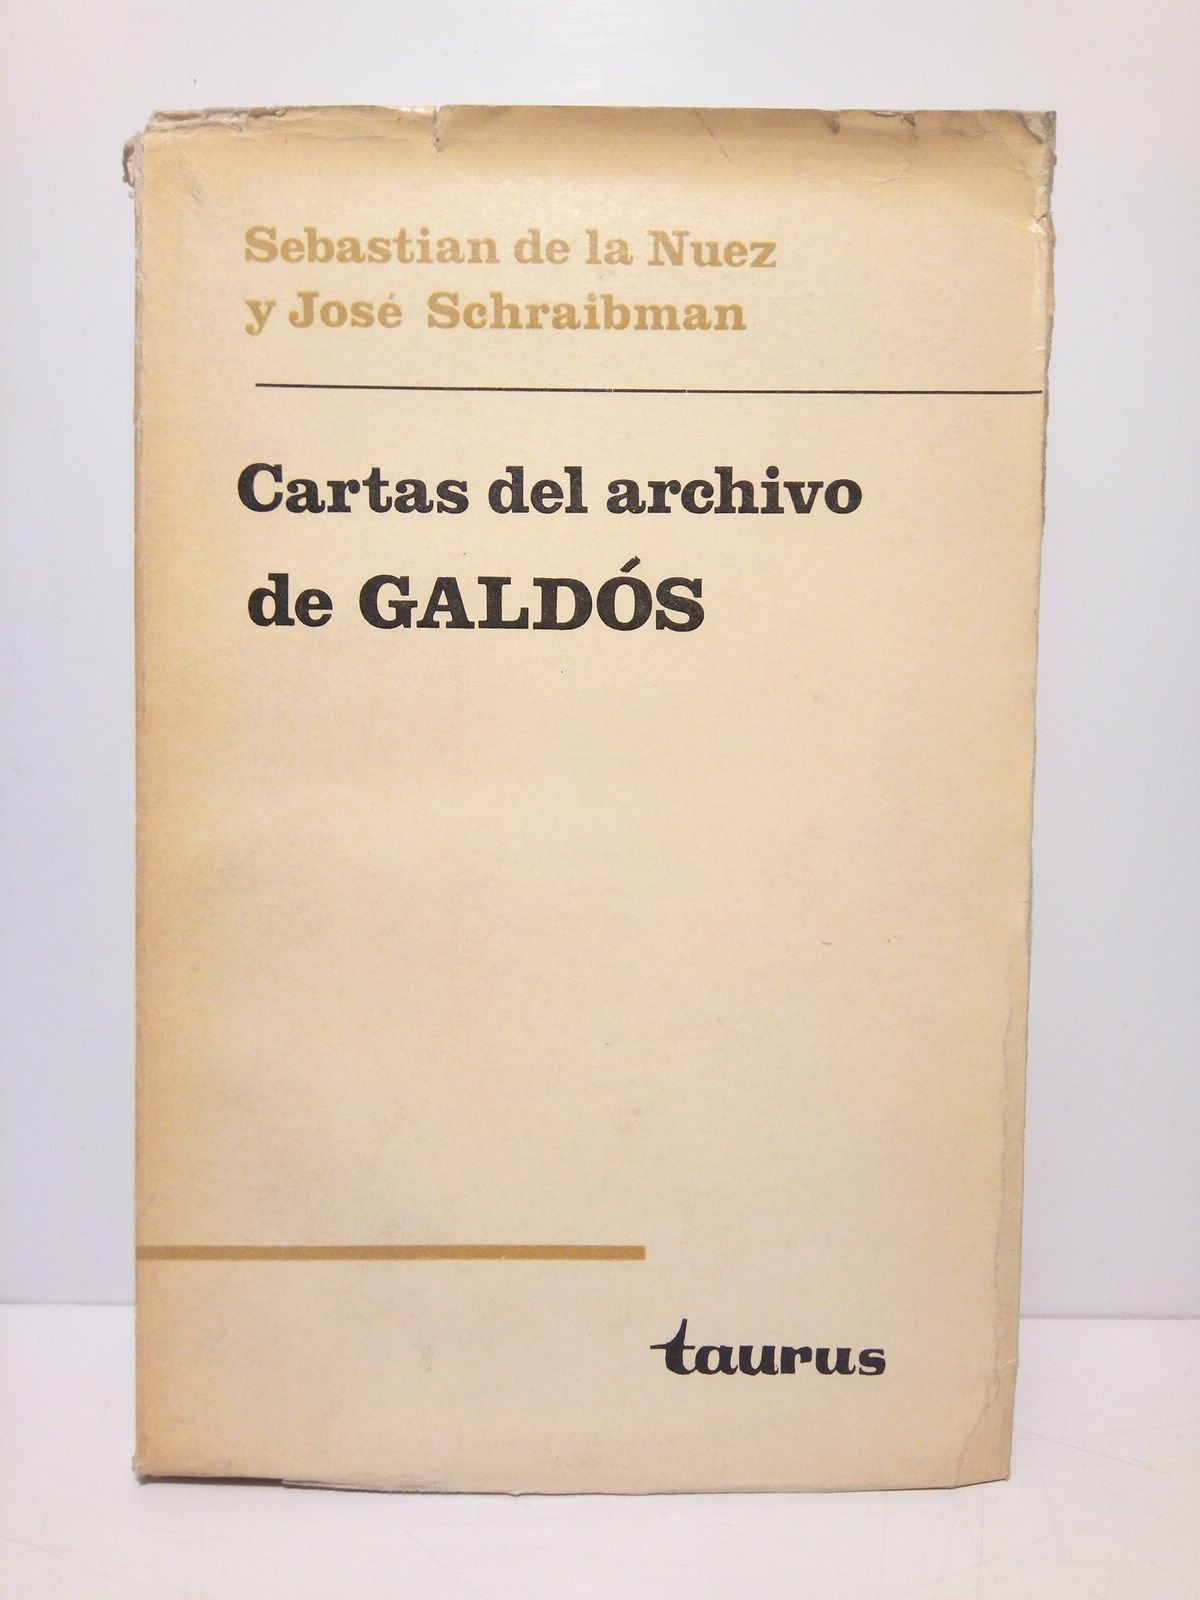 Sebastian de la Nuez
y José Schraibman
Cartas del archivo
de GALDÓS
taurus